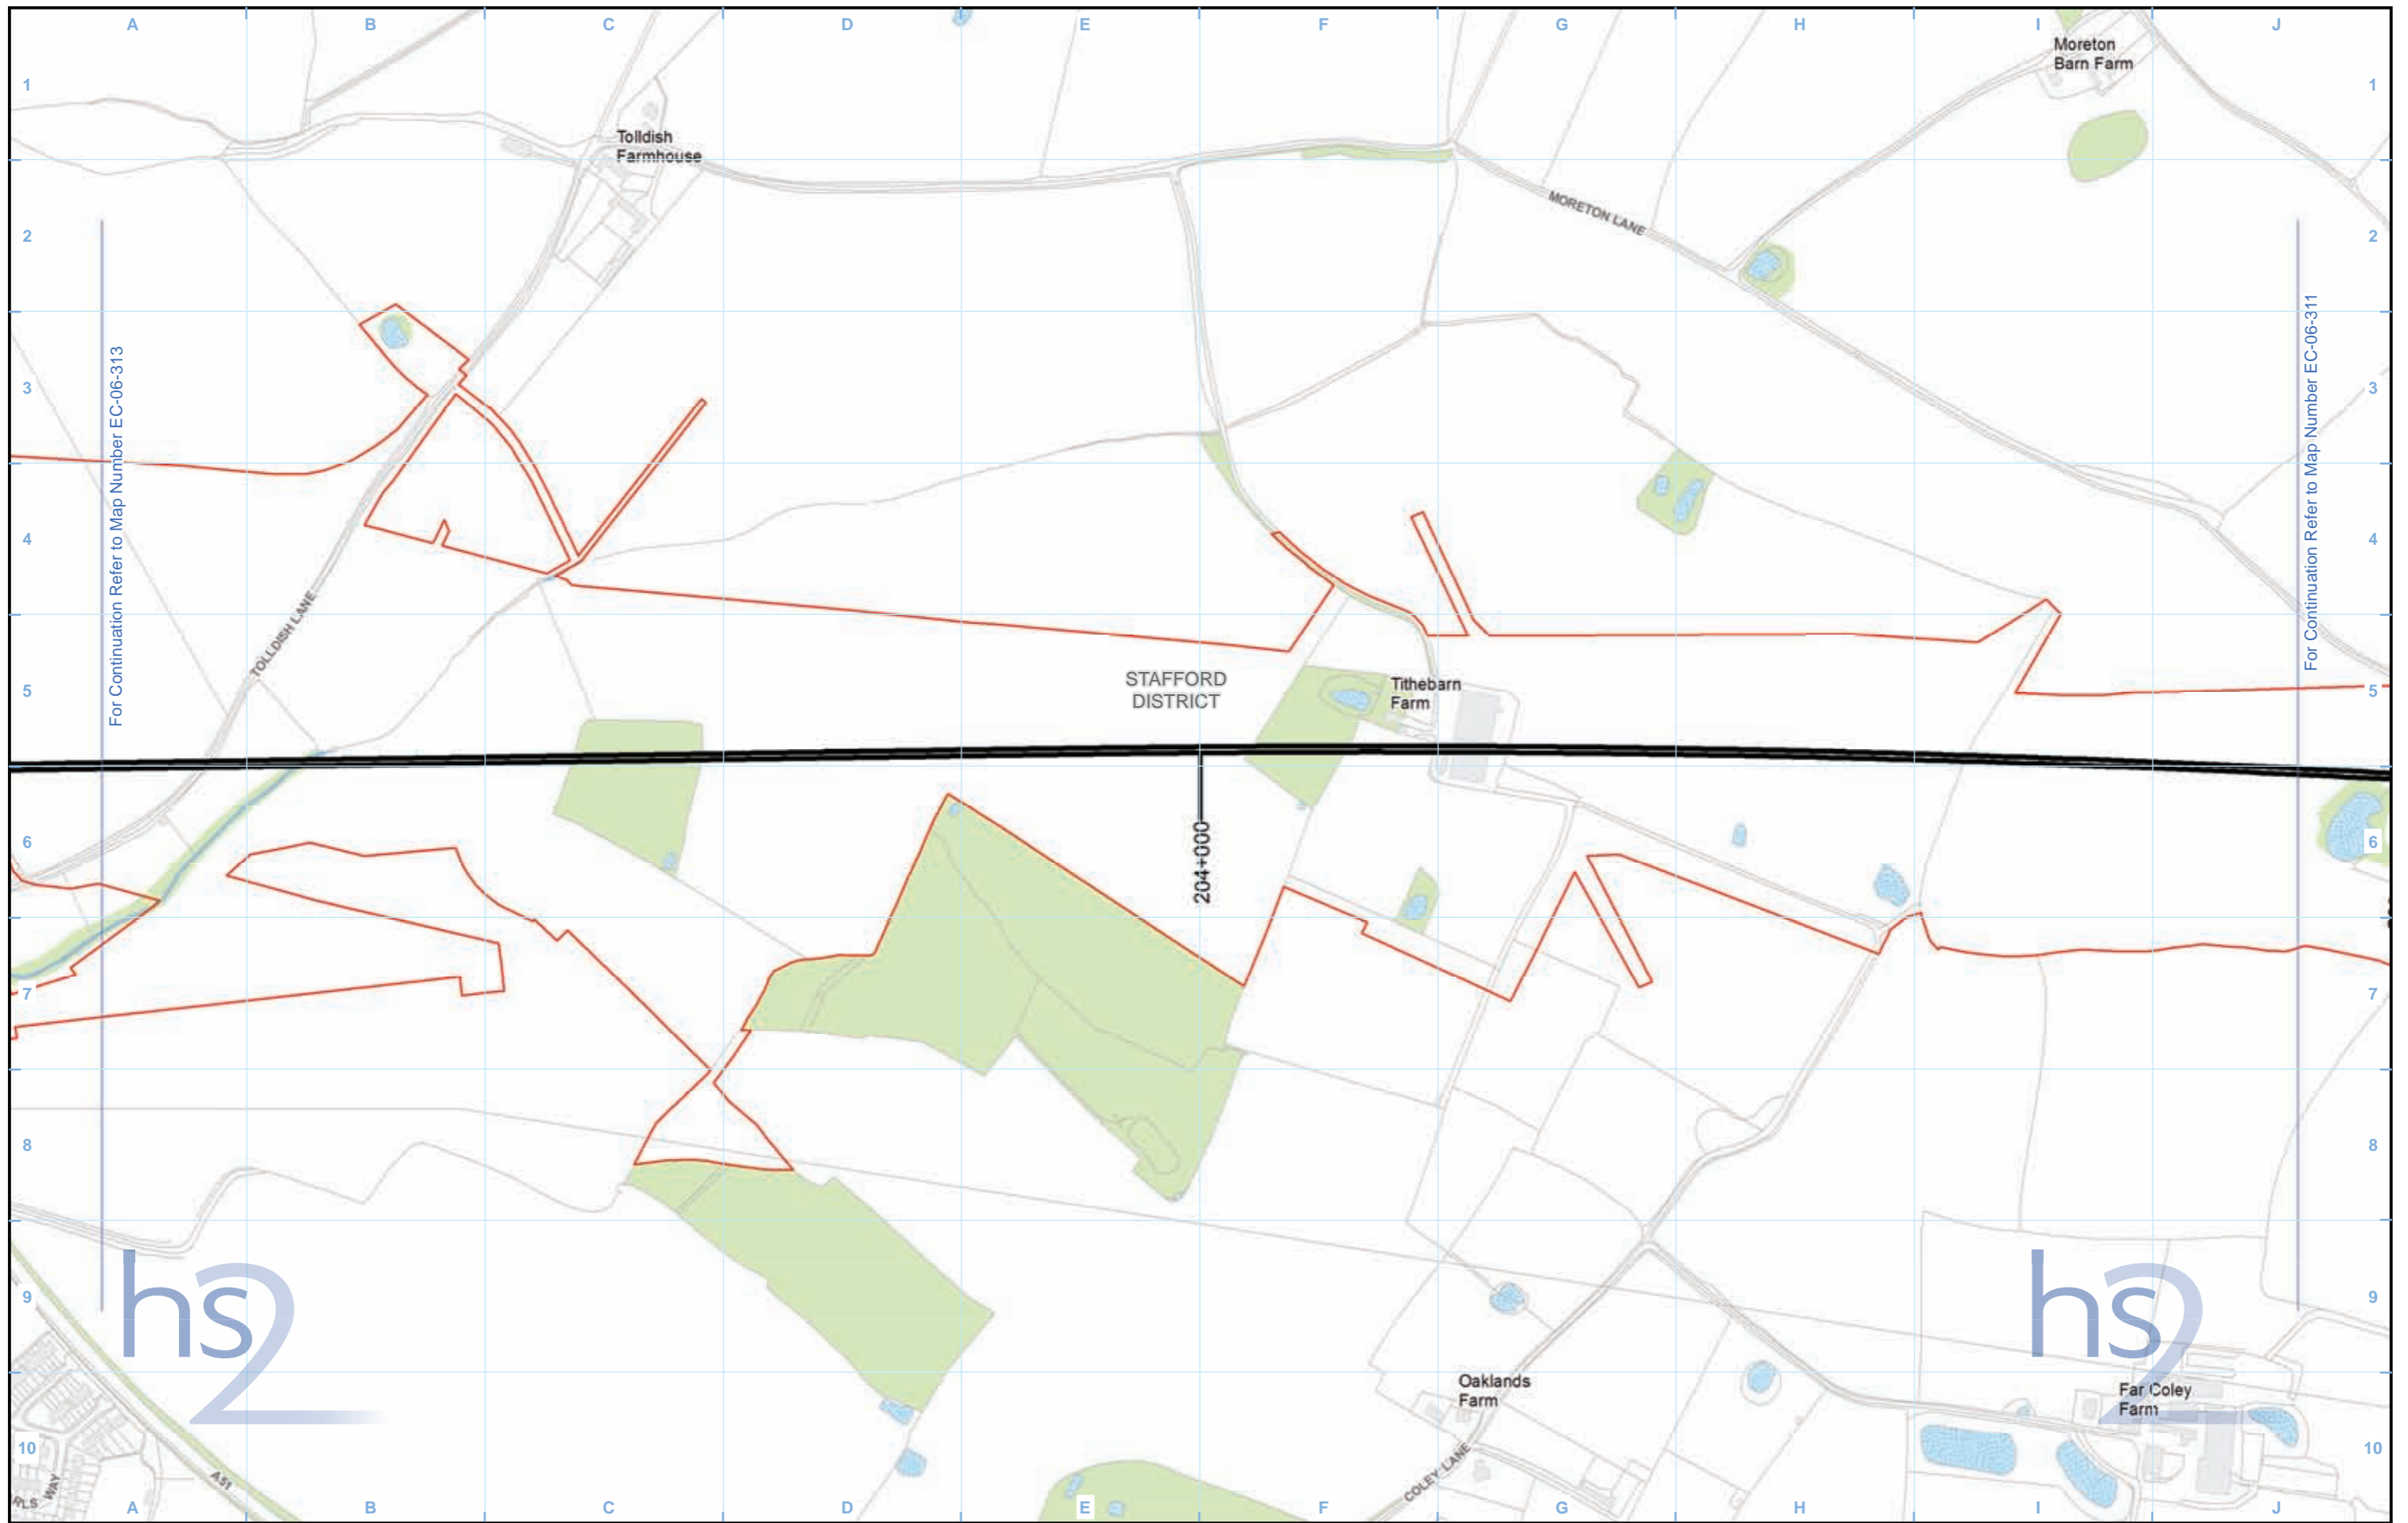 A B C D E F G H I J
Moreton
Barn Farm
1 1
Tolldish
Farmhouse
MORETON LANE
2 2
For Continuation Refer to Map Number EC-06-313
For Continuation Refer to Map Number EC-06-311
3 3
4 4
TOLLDISH LANE
STAFFORD
DISTRICT
Tithebarn
Farm
5 5
204+000
6 6
7 7
8 8
hs2
hs2
9 9
Oaklands
Farm
Far Coley
Farm
10 10
A51
RLS WAY
COLEY LANE
A B C D E F G H I J